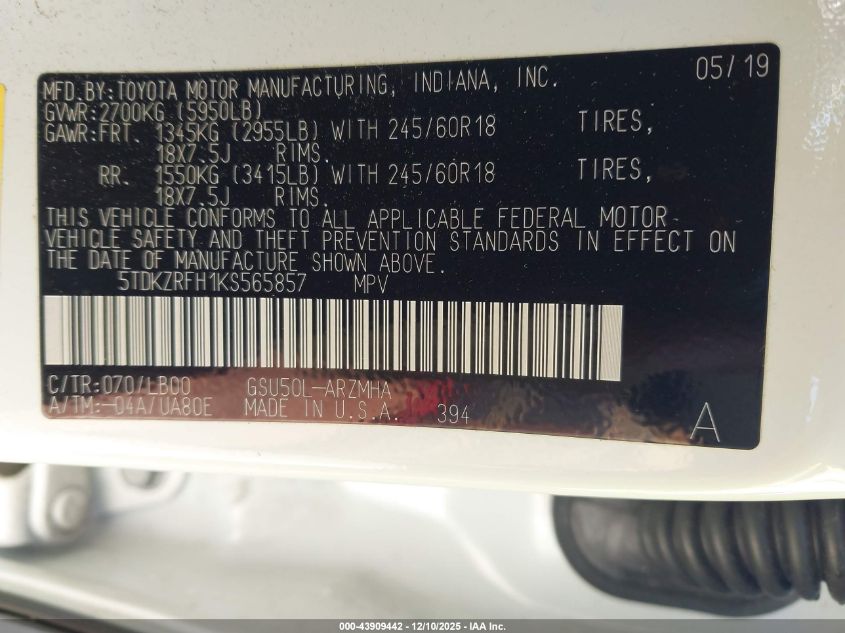 05/19
MFD.BY:TOYOTA MOTOR MANUFACTURING, INDIANA, INC.
GVWR:2700KG (5950LB)
GAWR:FRT. 1345KG (2955LB) WITH 245/60R18 TIRES,
18X7.5J RIMS.
RR. 1550KG (3415LB) WITH 245/60R18 TIRES,
18X7.5J RIMS.
THIS VEHICLE CONFORMS TO ALL APPLICABLE FEDERAL MOTOR
VEHICLE SAFETY AND THEFT PREVENTION STANDARDS IN EFFECT ON
THE DATE OF MANUFACTURE SHOWN ABOVE.
5TDKZRFH1KS565857 MPV
C/TR:070/LB00 GSU50L-ARZMHA
A/TM:-04A/UA80E MADE IN U.S.A. 394
A
000-43909442 - 12/10/2025 - IAA Inc.